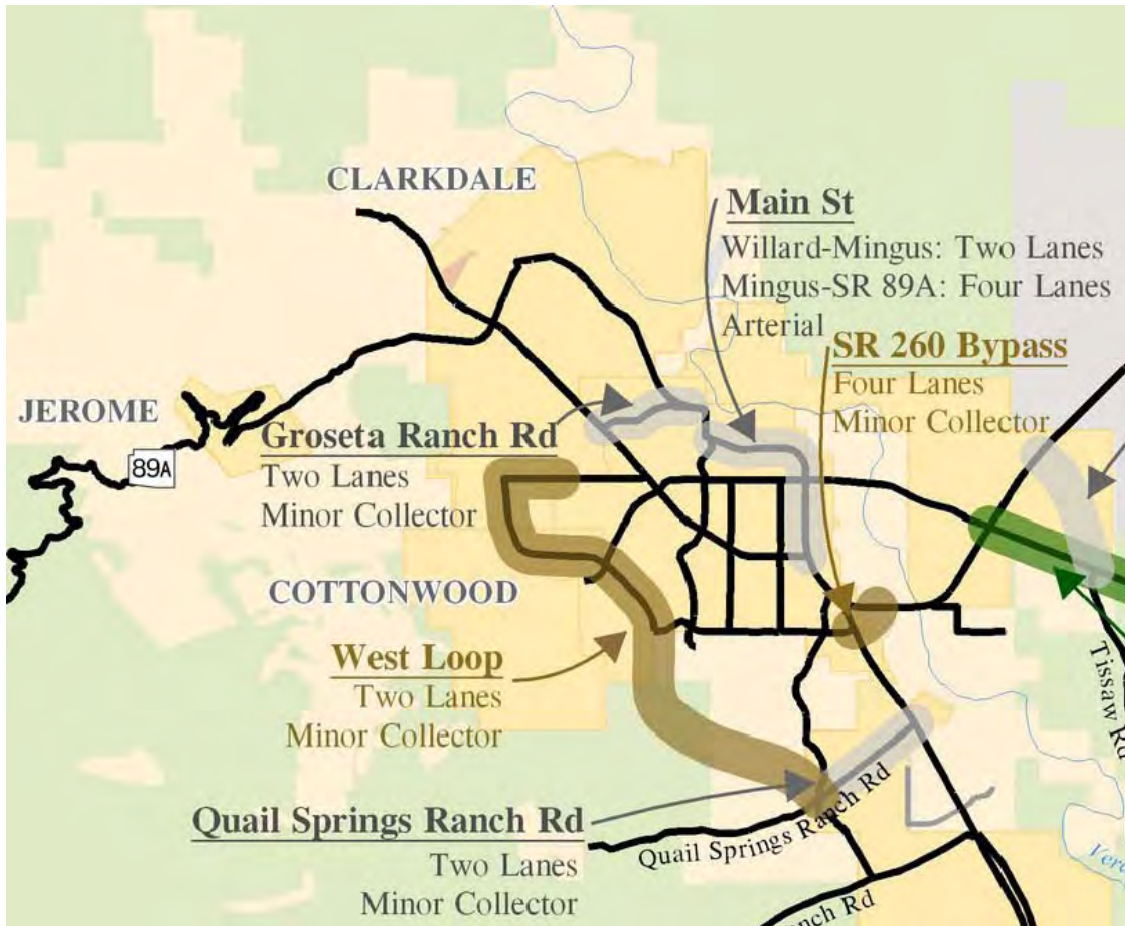 CLARKDALE
Main St
Willard-Mingus: Two Lanes
Mingus-SR 89A: Four Lanes
Arterial
SR 260 Bypass
Four Lanes
Minor Collector
JEROME
89A
Groseta Ranch Rd
Two Lanes
Minor Collector
COTTONWOOD
West Loop
Two Lanes
Minor Collector
Tissaw Rd
Quail Springs Ranch Rd
Two Lanes
Minor Collector
Quail Springs Ranch Rd
Rd